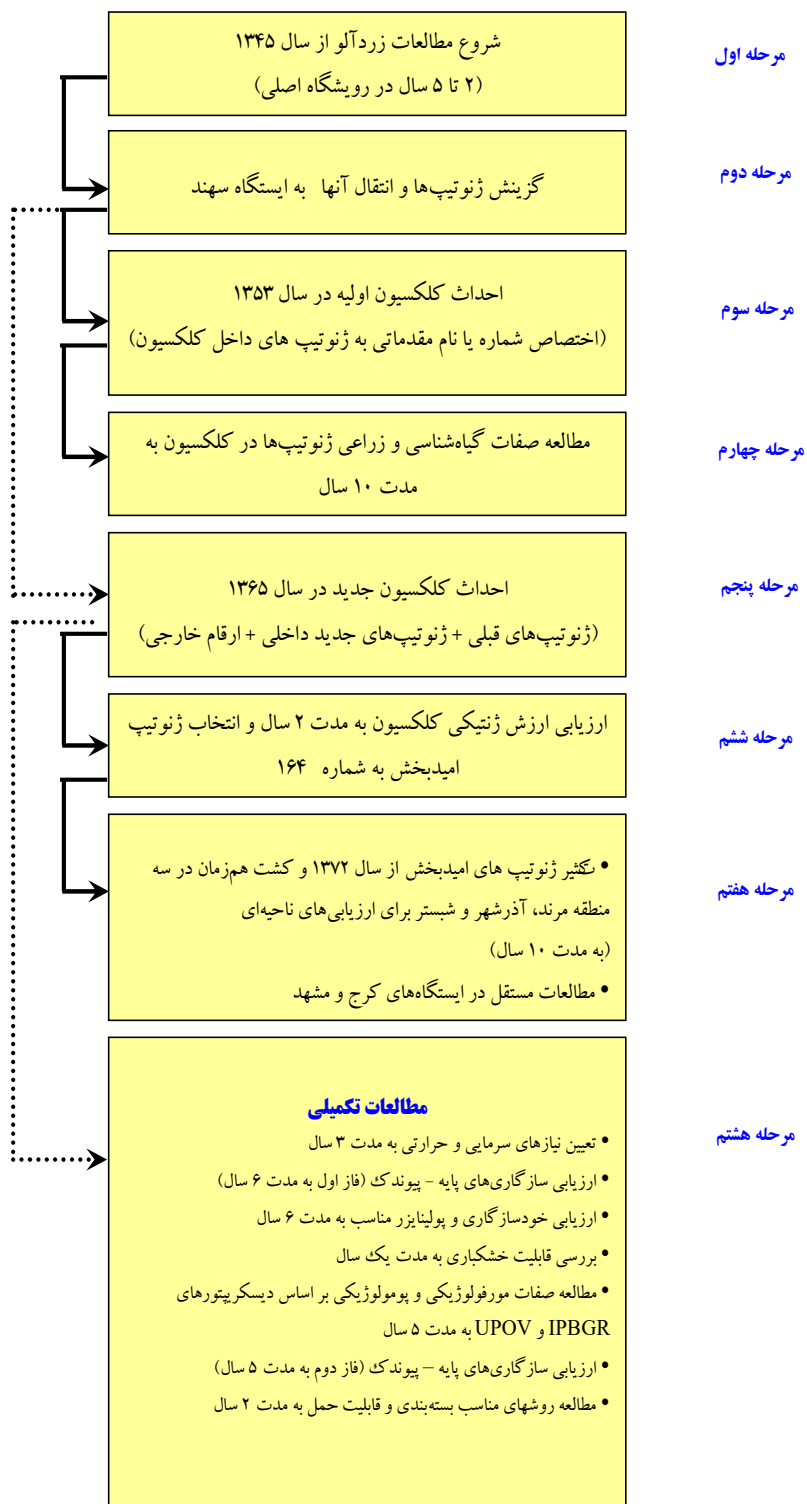 مرحله اول
شروع مطالعات زردآلو از سال ۱۳۴۵
(۲ تا ۵ سال در رویشگاه اصلی)
مرحله دوم
گزینش ژنوتیپ‌ها و انتقال آنها به ایستگاه سهند
مرحله سوم
احداث کلکسیون اولیه در سال ۱۳۵۳
(اختصاص شماره یا نام مقدماتی به ژنوتیپ های داخل کلکسیون)
مرحله چهارم
مطالعه صفات گیاه‌شناسی و زراعی ژنوتیپ‌ها در کلکسیون به
مدت ۱۰ سال
مرحله پنجم
احداث کلکسیون جدید در سال ۱۳۶۵
(ژنوتیپ‌های قبلی + ژنوتیپ‌های جدید داخلی + ارقام خارجی)
مرحله ششم
ارزیابی ارزش ژنتیکی کلکسیون به مدت ۲ سال و انتخاب ژنوتیپ
امیدبخش به شماره ۱۶۴
مرحله هفتم
• تکثیر ژنوتیپ های امیدبخش از سال ۱۳۷۲ و کشت هم‌زمان در سه
منطقه مرند، آذرشهر و شبستر برای ارزیابی‌های ناحیه‌ای
(به مدت ۱۰ سال)
• مطالعات مستقل در ایستگاه‌های کرج و مشهد
مرحله هشتم
مطالعات تکمیلی
• تعیین نیازهای سرمایی و حرارتی به مدت ۳ سال
• ارزیابی سازگاری‌های پایه - پیوندک (فاز اول به مدت ۶ سال)
• ارزیابی خودسازگاری و پولینایزر مناسب به مدت ۶ سال
• بررسی قابلیت خشکباری به مدت یک سال
• مطالعه صفات مورفولوژیکی و پومولوژیکی بر اساس دیسکریپتورهای
IPBGR و UPOV به مدت ۵ سال
• ارزیابی سازگاری‌های پایه – پیوندک (فاز دوم به مدت ۵ سال)
• مطالعه روشهای مناسب بسته‌بندی و قابلیت حمل به مدت ۲ سال